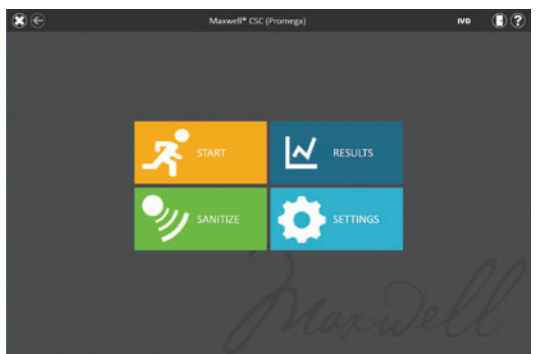 Maxwell® CSC (Promega)
IVD
?
START
RESULTS
SANITIZE
SETTINGS
Maxwell